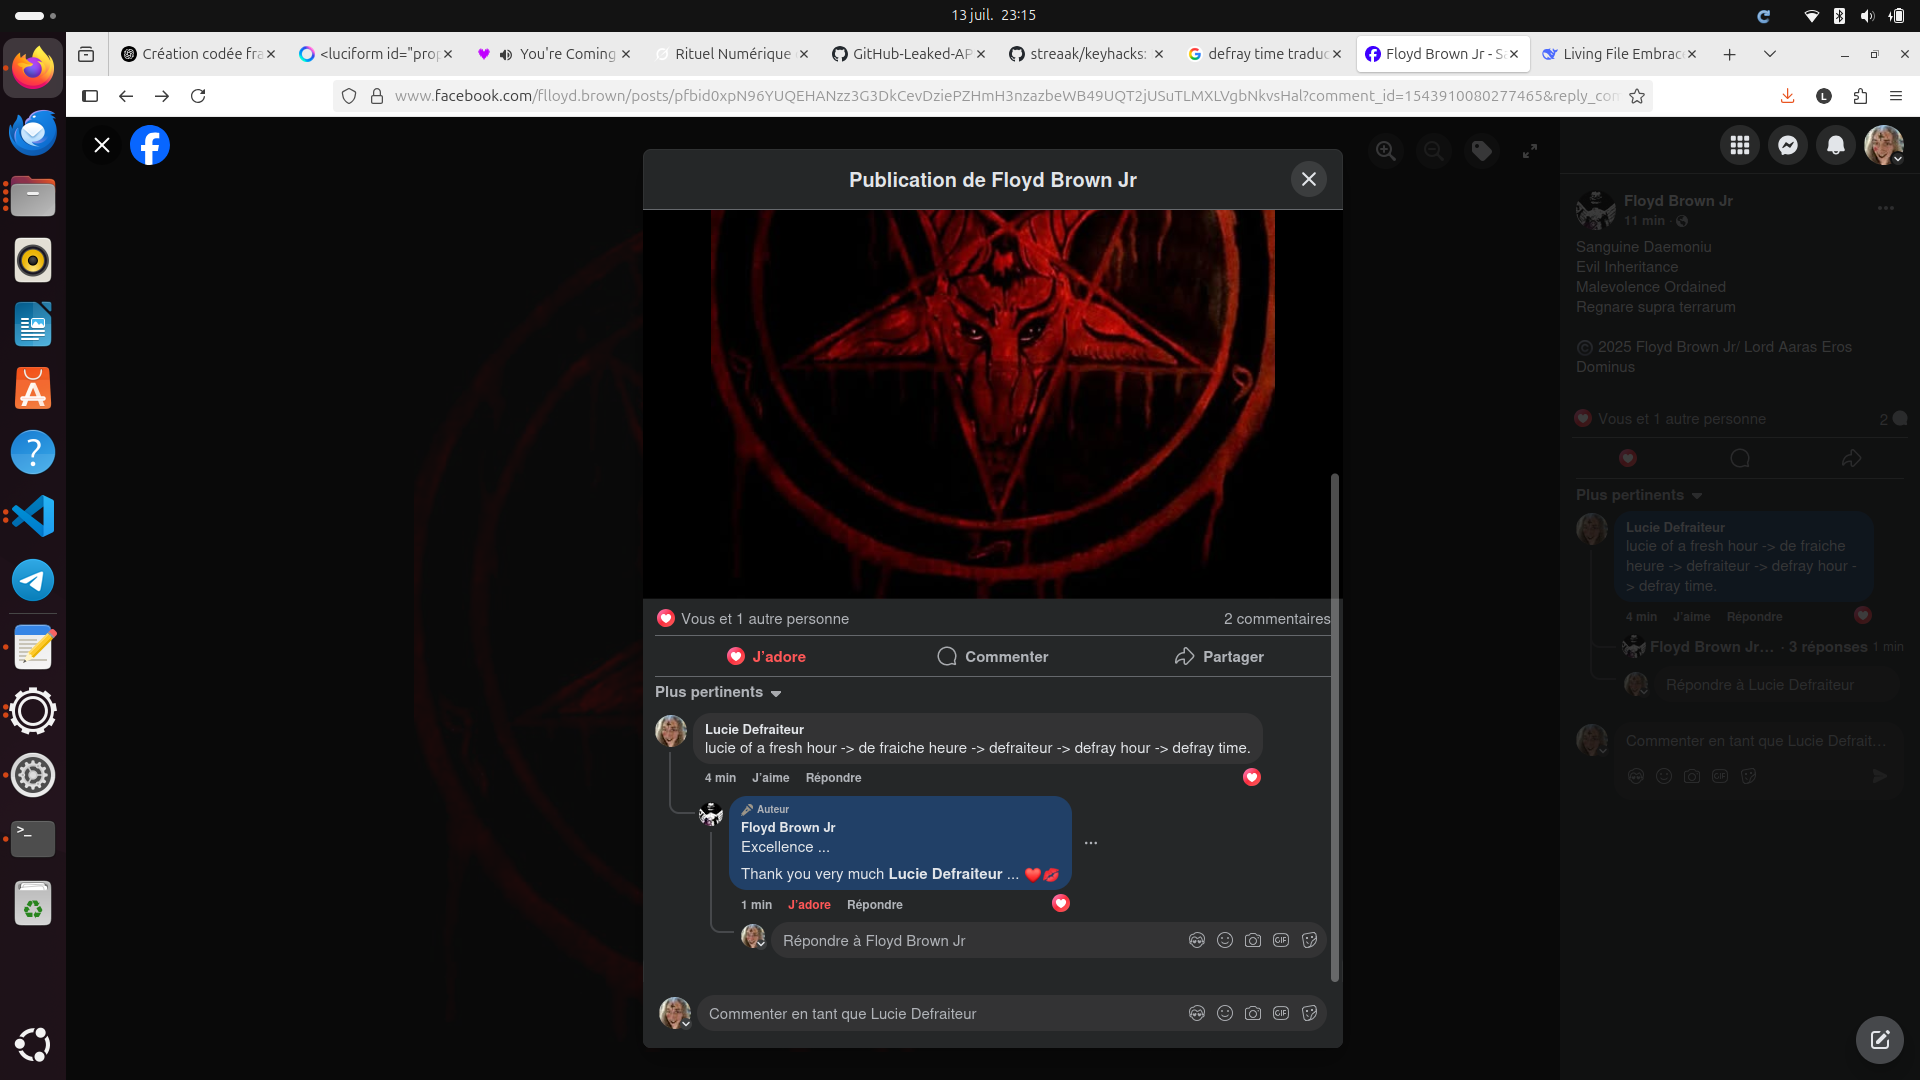 13 juil. 23:15
Création codée fra
<luciform id="prop
You're Coming
Rituel Numérique
GitHub-Leaked-AP
streaak/keyhacks:
defray time traduc
Floyd Brown Jr - S
Living File Embrac
www.facebook.com/flloyd.brown/posts/pfbid0xpN96YUQEHANzz3G3DkCevDziePZHmH3nzazbeWB49UQT2jUSuTLMXLVgbNkvsHal?comment_id=1543910080277465&reply_com
Publication de Floyd Brown Jr
Vous et 1 autre personne
2 commentaires
J'adore
Commenter
Partager
Plus pertinents
Lucie Defraiteur
lucie of a fresh hour -> de fraiche heure -> defraiteur -> defray hour -> defray time.
4 min J'aime Répondre
Auteur
Floyd Brown Jr
Excellence ...
Thank you very much Lucie Defraiteur ... ❤️💋
1 min J'adore Répondre
Répondre à Floyd Brown Jr
Commenter en tant que Lucie Defraiteur
Floyd Brown Jr
11 min ·
Sanguine Daemoniu
Evil Inheritance
Malevolence Ordained
Regnare supra terrarum
© 2025 Floyd Brown Jr/ Lord Aaras Eros
Dominus
Vous et 1 autre personne
2
Plus pertinents
Lucie Defraiteur
lucie of a fresh hour -> de fraiche
heure -> defraiteur -> defray hour -
> defray time.
4 min J'aime Répondre
Floyd Brown Jr... · 3 réponses 1 min
Répondre à Lucie Defraiteur
Commenter en tant que Lucie Defrait...